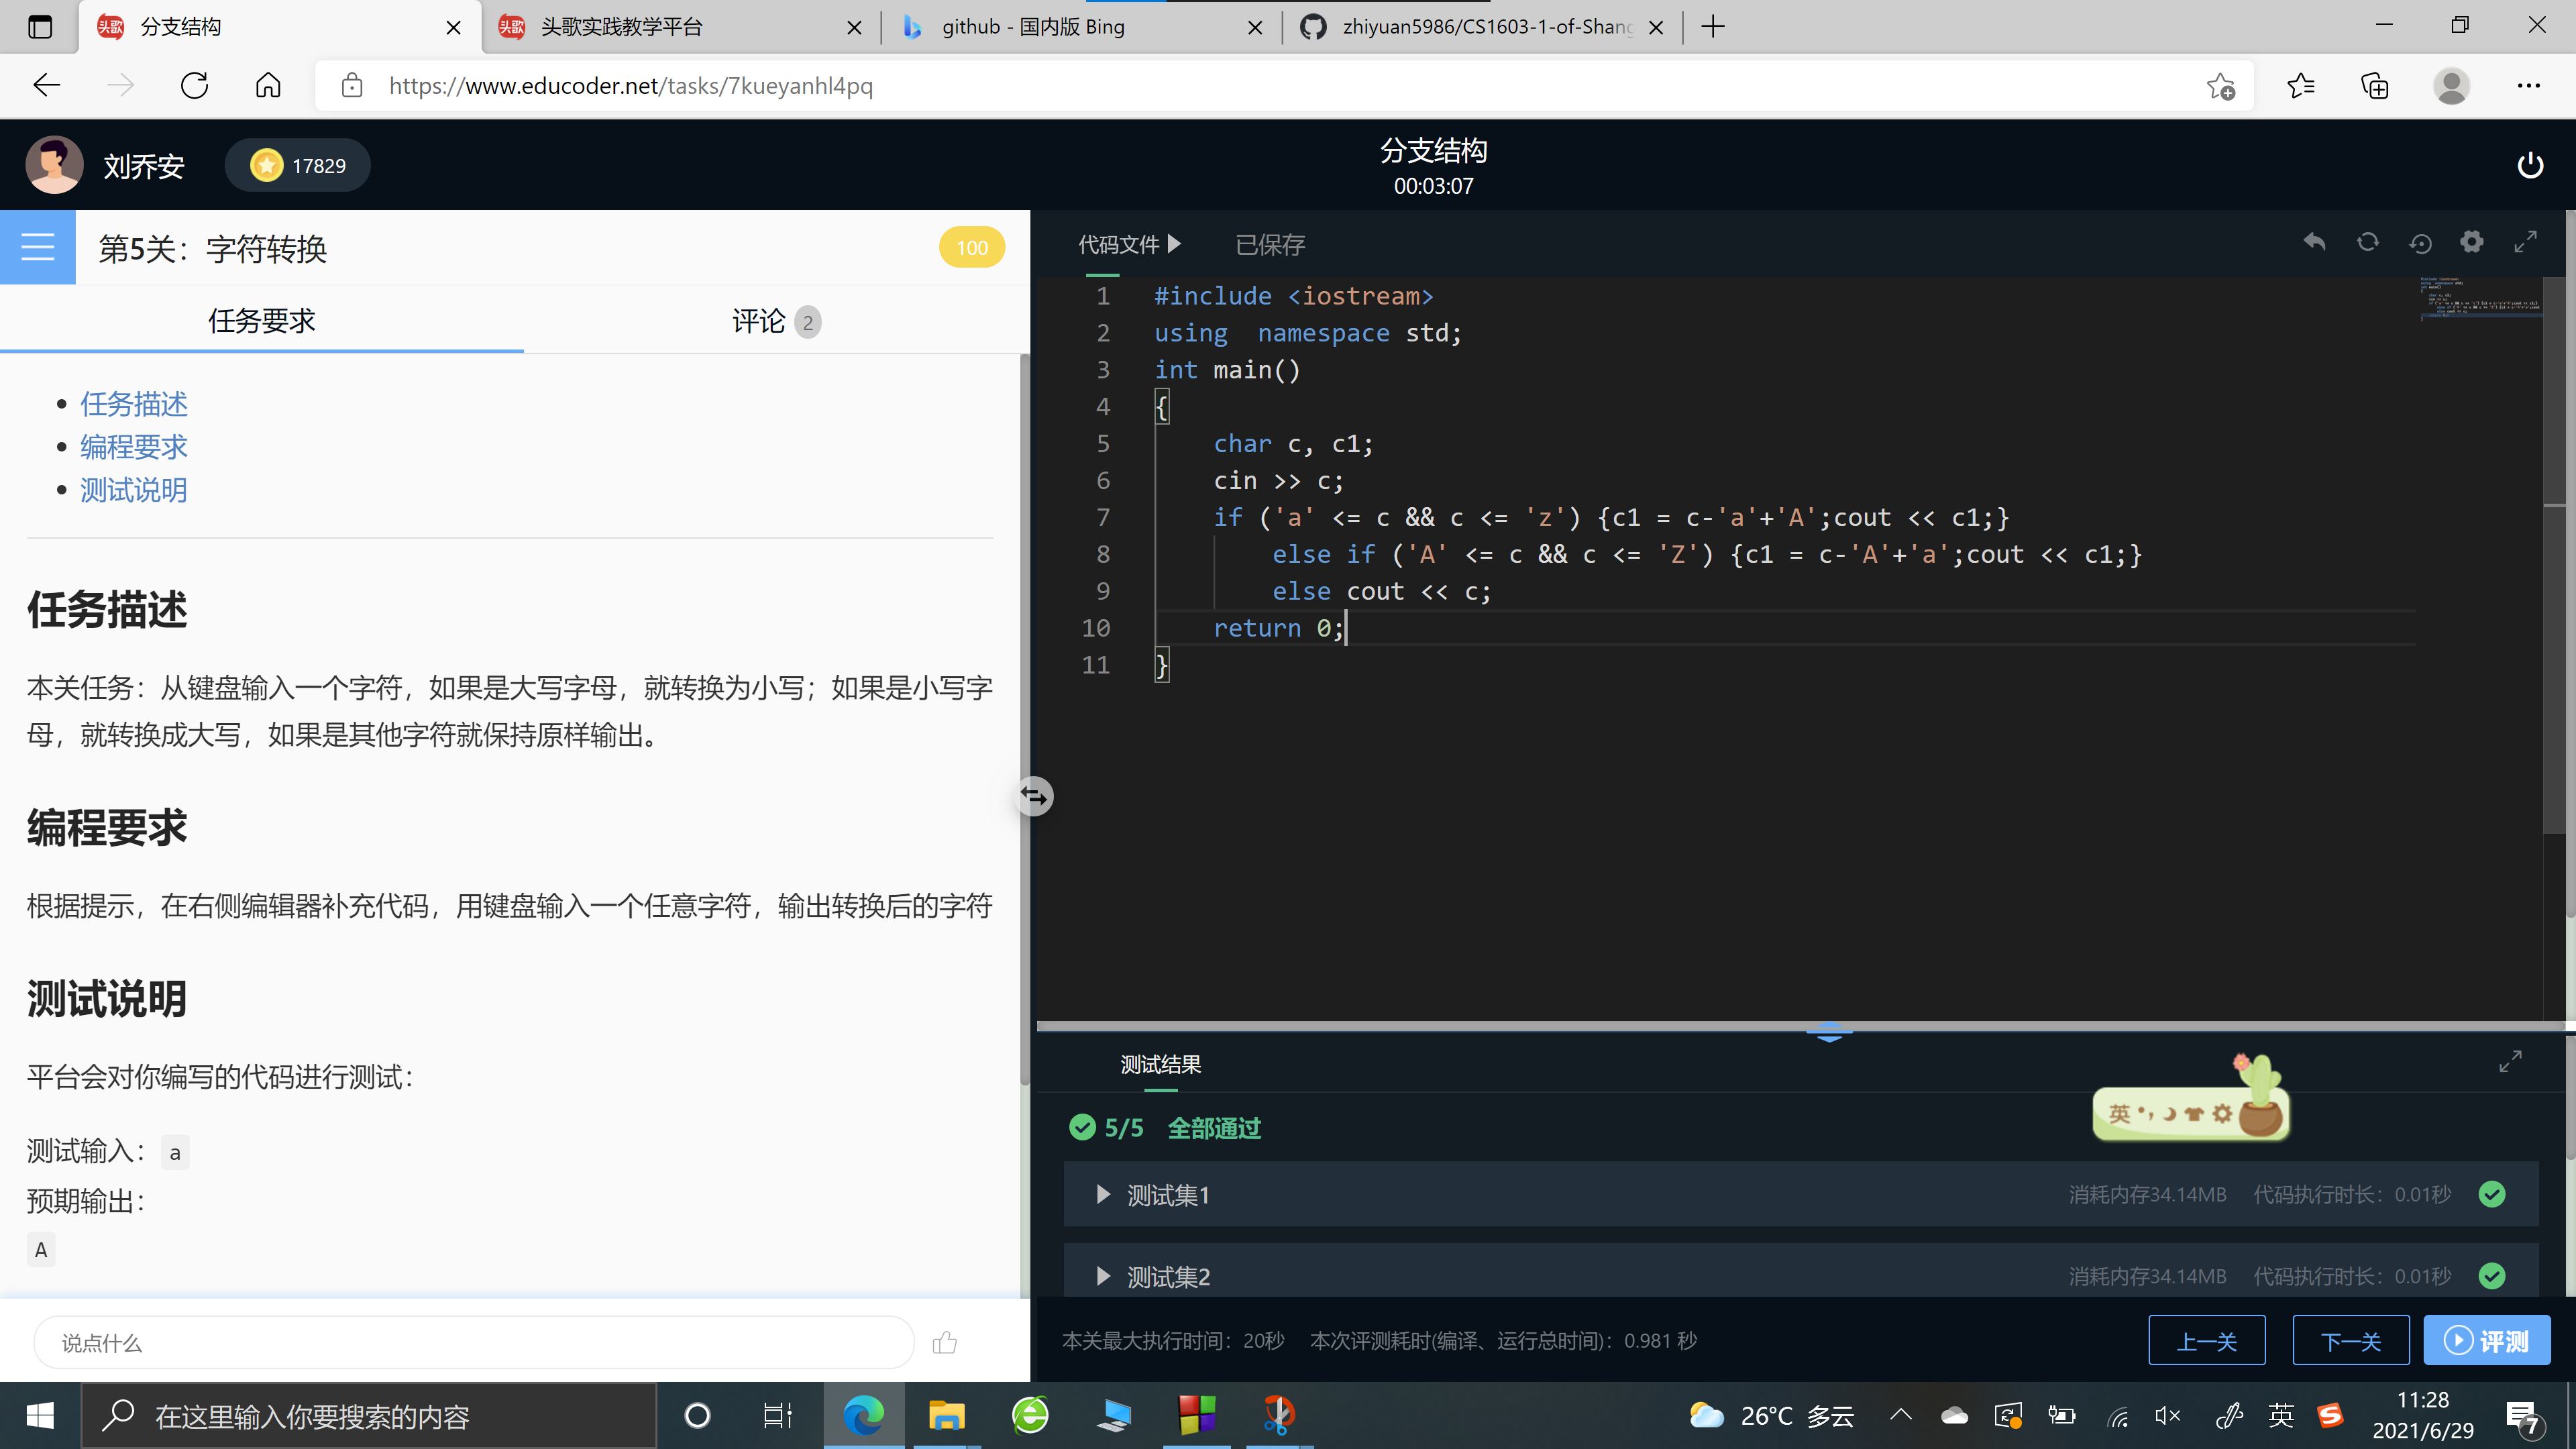 分支结构
头歌实践教学平台
github - 国内版 Bing
zhiyuan5986/CS1603-1-of-Shang
https://www.educoder.net/tasks/7kueyanhl4pq
刘乔安
17829
分支结构
00:03:07
第5关：字符转换
100
任务要求
评论 2
任务描述
编程要求
测试说明
任务描述
本关任务：从键盘输入一个字符，如果是大写字母，就转换为小写；如果是小写字
母，就转换成大写，如果是其他字符就保持原样输出。
编程要求
根据提示，在右侧编辑器补充代码，用键盘输入一个任意字符，输出转换后的字符
测试说明
平台会对你编写的代码进行测试：
测试输入： a
预期输出：
A
说点什么
代码文件
已保存
1 #include <iostream>
2 using  namespace std;
3 int main()
4 {
5     char c, c1;
6     cin >> c;
7     if ('a' <= c && c <= 'z') {c1 = c-'a'+'A';cout << c1;}
8         else if ('A' <= c && c <= 'Z') {c1 = c-'A'+'a';cout << c1;}
9         else cout << c;
10     return 0;
11 }
测试结果
5/5 全部通过
英
测试集1 消耗内存34.14MB 代码执行时长：0.01秒
测试集2 消耗内存34.14MB 代码执行时长：0.01秒
本关最大执行时间：20秒 本次评测耗时(编译、运行总时间)：0.981 秒
上一关
下一关
评测
在这里输入你要搜索的内容
26°C 多云
英
11:28
2021/6/29
7